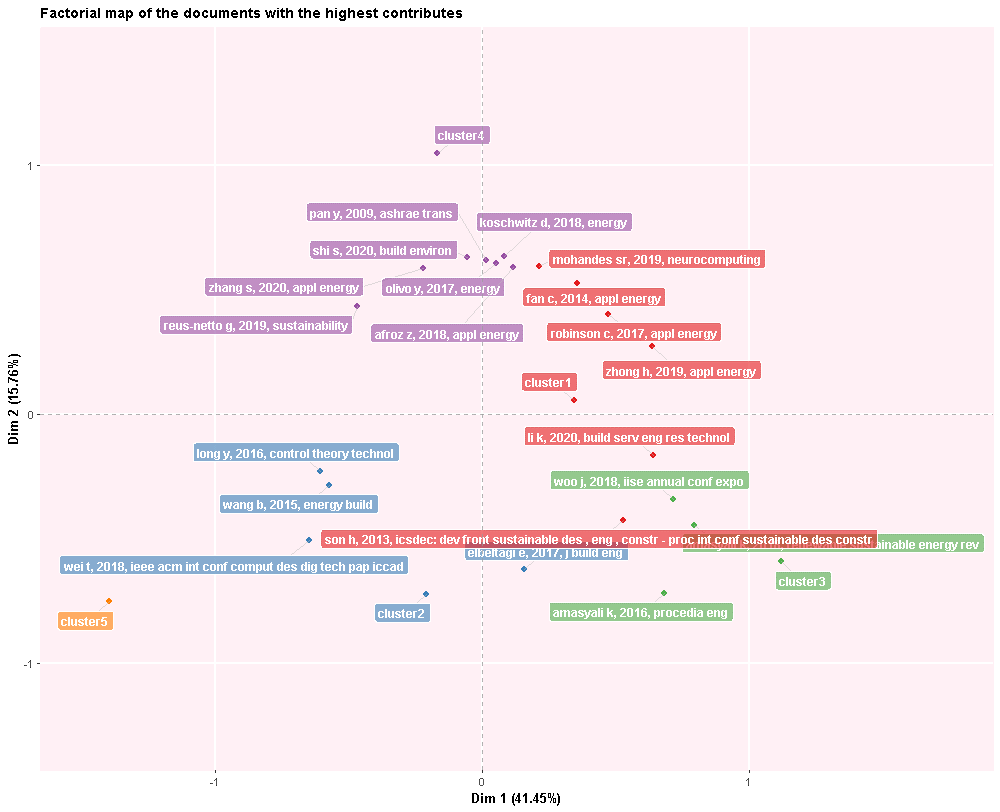 Factorial map of the documents with the highest contributes
cluster4
pan y, 2009, ashrae trans
koschwitz d, 2018, energy
shi s, 2020, build environ
mohandes sr, 2019, neurocomputing
zhang s, 2020, appl energy
olivo y, 2017, energy
fan c, 2014, appl energy
reus-netto g, 2019, sustainability
afroz z, 2018, appl energy
robinson c, 2017, appl energy
zhong h, 2019, appl energy
cluster1
li k, 2020, build serv eng res technol
long y, 2016, control theory technol
woo j, 2018, iise annual conf expo
wang b, 2015, energy build
son h, 2013, icsdec: dev front sustainable des , eng , constr - proc int conf sustainable des constr
sustainable energy rev
elbeltagi e, 2017, j build eng
wei t, 2018, ieee acm int conf comput des dig tech pap iccad
cluster3
cluster2
amasyali k, 2016, procedia eng
cluster5
1
0
-1
-1
0
1
Dim 1 (41.45%)
Dim 2 (15.76%)